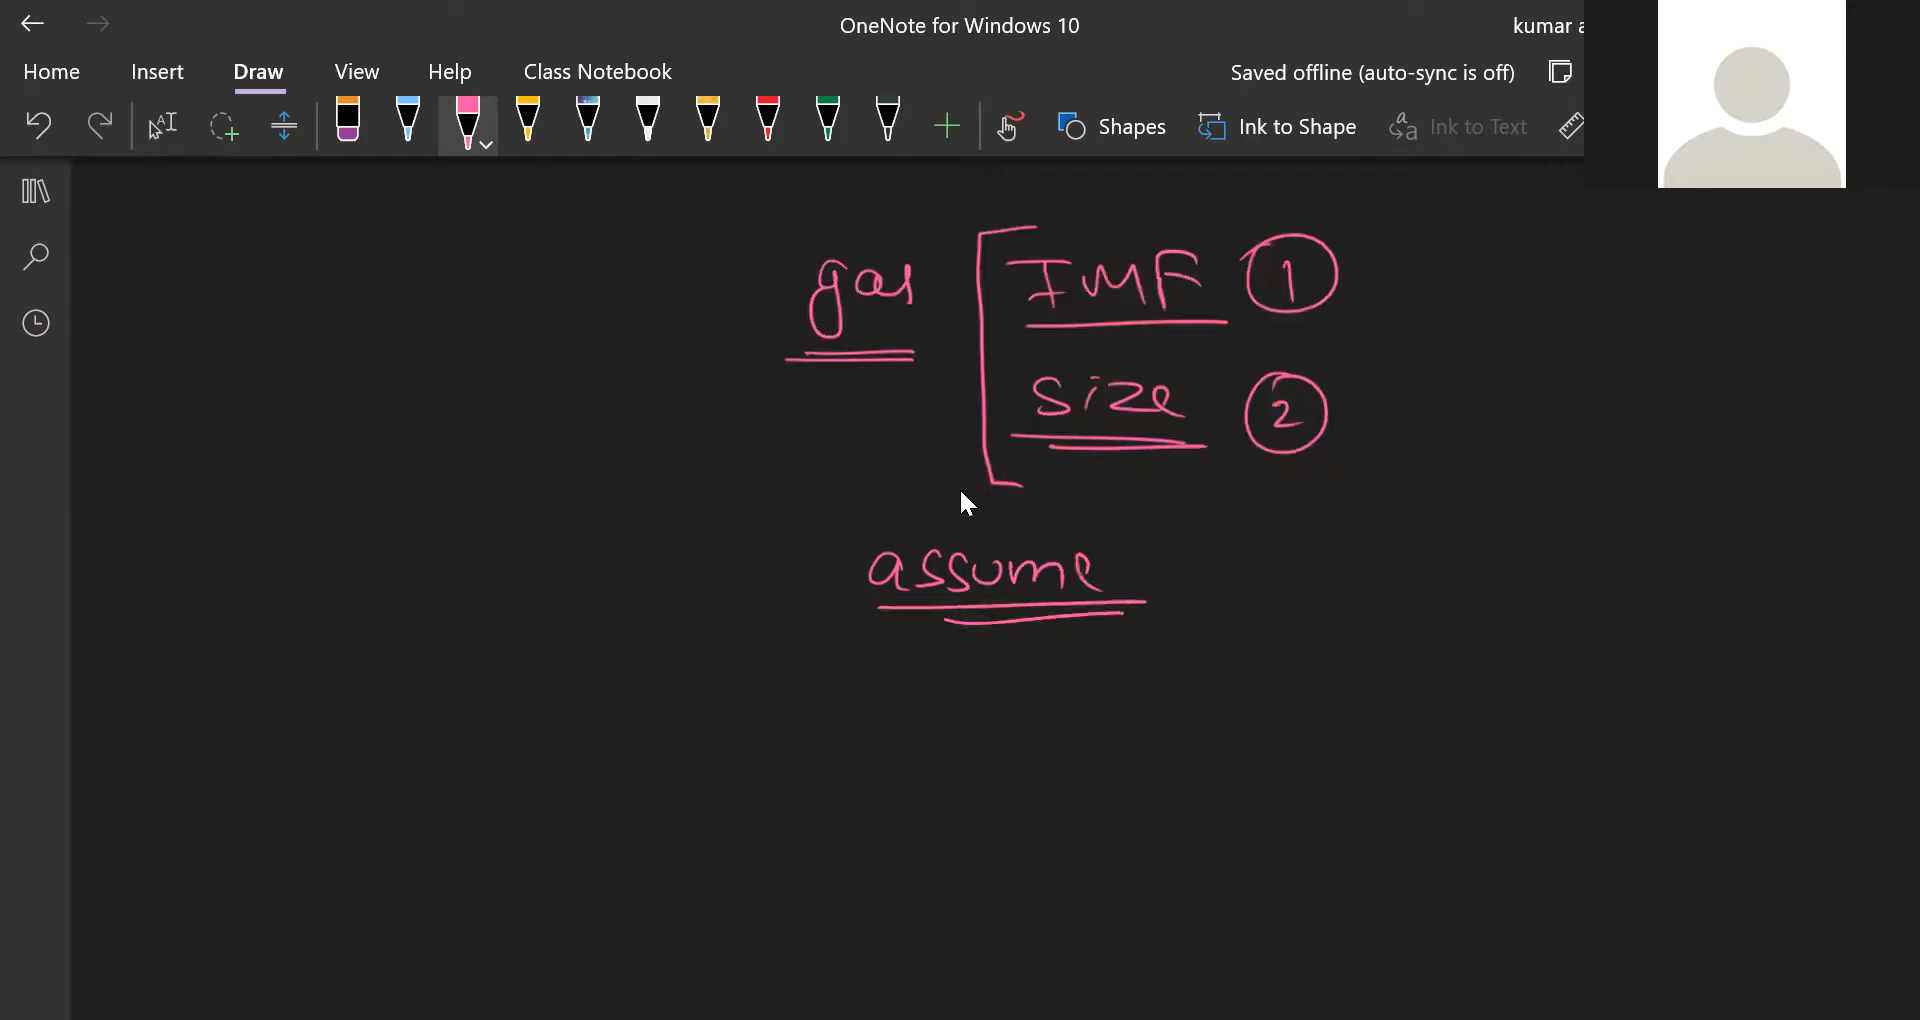 OneNote for Windows 10
kumar a
Home Insert Draw View Help Class Notebook
Saved offline (auto-sync is off)
Shapes Ink to Shape Ink to Text
gas
IMF 1
Size 2
assume